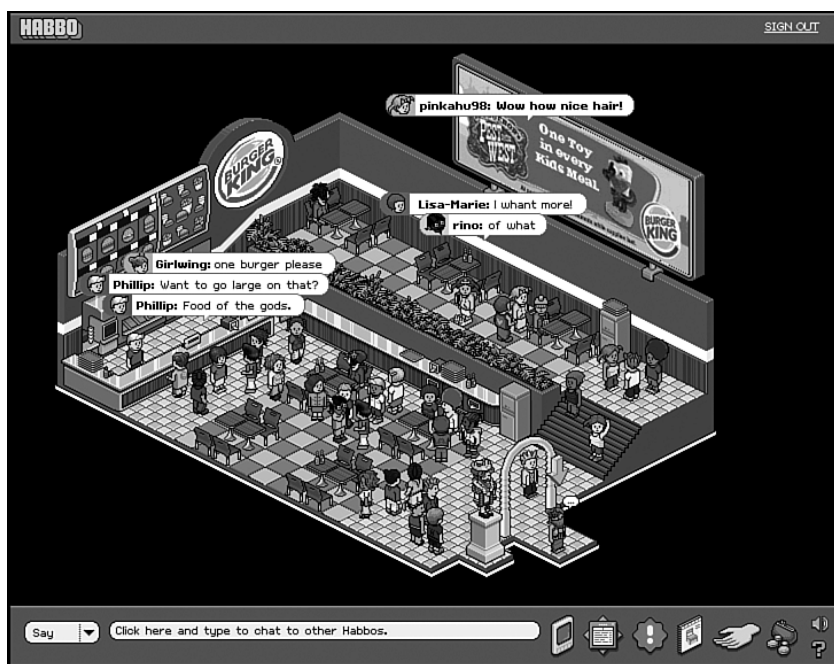 HABBO
SIGN OUT
pinkahu98: Wow how nice hair!
PEST
WEST
One Toy
in every
Kids Meal
BURGER
KING
BURGER
KING
Lisa-Marie: I whant more!
rino: of what
Girlwing: one burger please
Phillip: Want to go large on that?
Phillip: Food of the gods.
...
Say
Click here and type to chat to other Habbos.
?